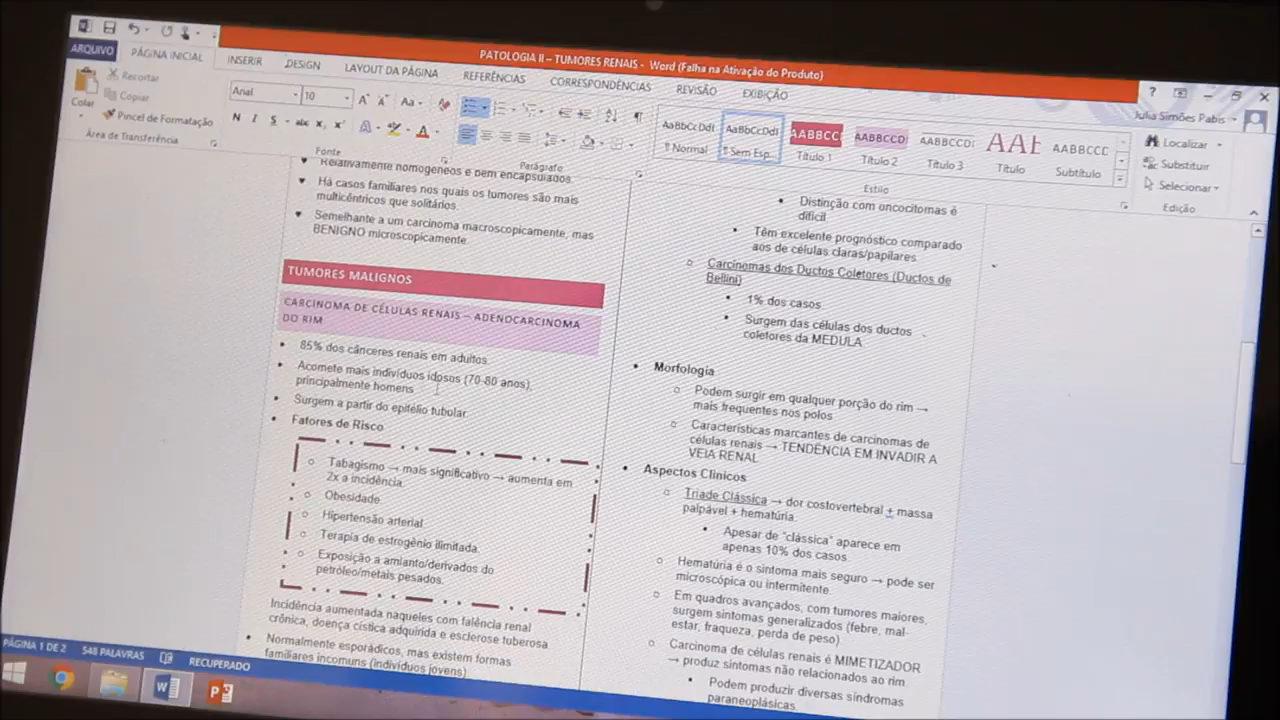 PATOLOGIA II – TUMORES RENAIS - Word (Falha na Ativação do Produto)
ARQUIVO
PÁGINA INICIAL
INSERIR
DESIGN
LAYOUT DA PÁGINA
REFERÊNCIAS
CORRESPONDÊNCIAS
REVISÃO
EXIBIÇÃO
Julia Simões Pabis
Colar
Recortar
Copiar
Pincel de Formatação
Área de Transferência
Arial
10
N I S abc x₂ x²
Fonte
Parágrafo
AaBbCcDdI
¶ Normal
AaBbCcDdI
¶ Sem Esp...
AABBCC
Título 1
AABBCCD
Título 2
AABBCCD
Título 3
AAB
Título
AABBCCC
Subtítulo
Estilo
Localizar
Substituir
Selecionar
Edição
Relativamente homogêneos e bem encapsulados.
Há casos familiares nos quais os tumores são mais
multicêntricos que solitários.
Semelhante a um carcinoma macroscopicamente, mas
BENIGNO microscopicamente.
TUMORES MALIGNOS
CARCINOMA DE CÉLULAS RENAIS – ADENOCARCINOMA
DO RIM
• 85% dos cânceres renais em adultos.
• Acomete mais indivíduos idosos (70-80 anos),
principalmente homens.
• Surgem a partir do epitélio tubular.
• Fatores de Risco
o Tabagismo → mais significativo → aumenta em
2x a incidência.
o Obesidade.
o Hipertensão arterial
o Terapia de estrogênio ilimitada.
o Exposição a amianto/derivados do
petróleo/metais pesados.
Incidência aumentada naqueles com falência renal
crônica, doença cística adquirida e esclerose tuberosa.
• Normalmente esporádicos, mas existem formas
familiares incomuns (indivíduos jovens)
▪ Distinção com oncocitomas é
difícil.
▪ Têm excelente prognóstico comparado
aos de células claras/papilares.
o Carcinomas dos Ductos Coletores (Ductos de
Bellini)
▪ 1% dos casos.
▪ Surgem das células dos ductos
coletores da MEDULA.
• Morfologia
o Podem surgir em qualquer porção do rim →
mais frequentes nos polos.
o Características marcantes de carcinomas de
células renais → TENDÊNCIA EM INVADIR A
VEIA RENAL.
• Aspectos Clínicos
o Tríade Clássica → dor costovertebral + massa
palpável + hematúria.
▪ Apesar de "clássica" aparece em
apenas 10% dos casos.
o Hematúria é o sintoma mais seguro → pode ser
microscópica ou intermitente.
o Em quadros avançados, com tumores maiores,
surgem sintomas generalizados (febre, mal-
estar, fraqueza, perda de peso).
o Carcinoma de células renais é MIMETIZADOR
→ produz sintomas não relacionados ao rim.
▪ Podem produzir diversas síndromes
paraneoplásicas.
PÁGINA 1 DE 2
548 PALAVRAS
RECUPERADO